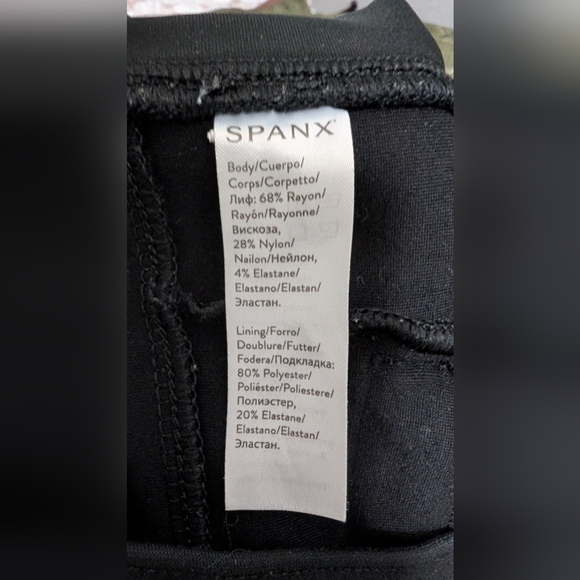 SPANX®
Body/Cuerpo/
Corps/Corpetto/
Лиф: 68% Rayon/
Rayón/Rayonne/
Вискоза,
28% Nylon/
Nailon/Нейлон,
4% Elastane/
Elastano/Elastan/
Эластан.
Lining/Forro/
Doublure/Futter/
Fodera/Подкладка:
80% Polyester/
Poliéster/Poliestere/
Полиэстер,
20% Elastane/
Elastano/Elastan/
Эластан.